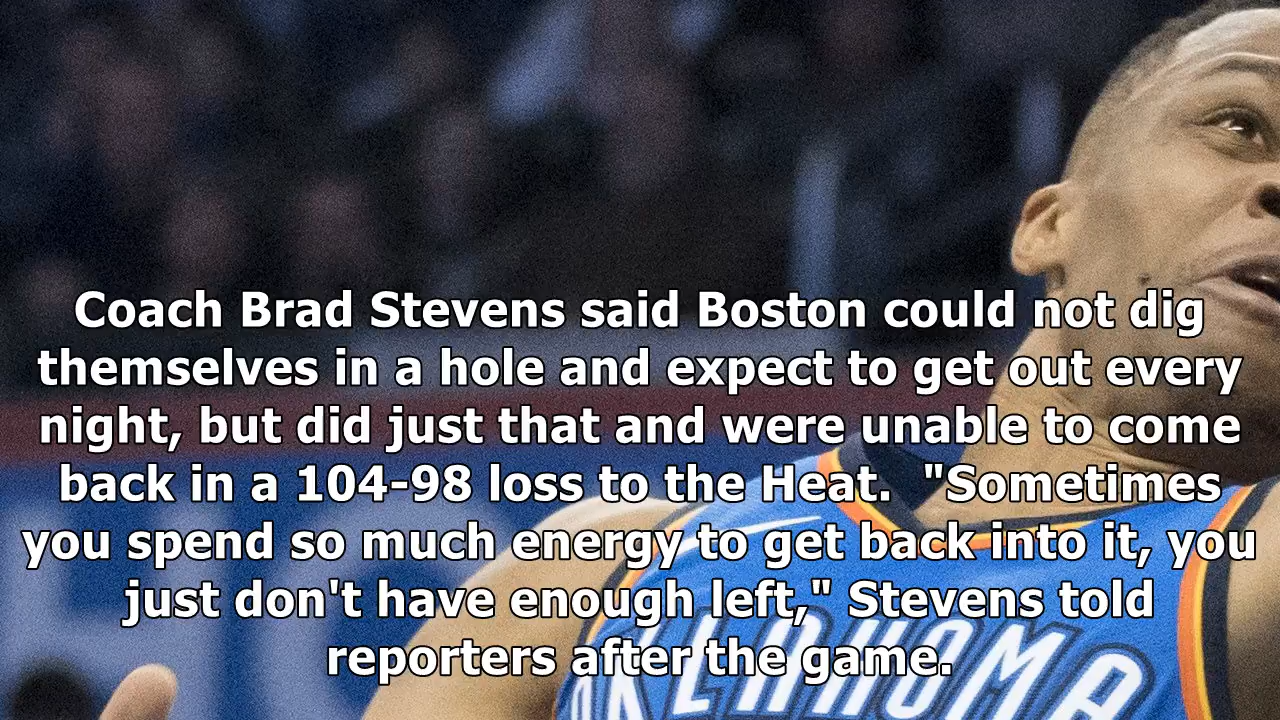 Coach Brad Stevens said Boston could not dig
themselves in a hole and expect to get out every
night, but did just that and were unable to come
back in a 104-98 loss to the Heat.  "Sometimes
you spend so much energy to get back into it, you
just don't have enough left," Stevens told
reporters after the game.
OKLAHOMA